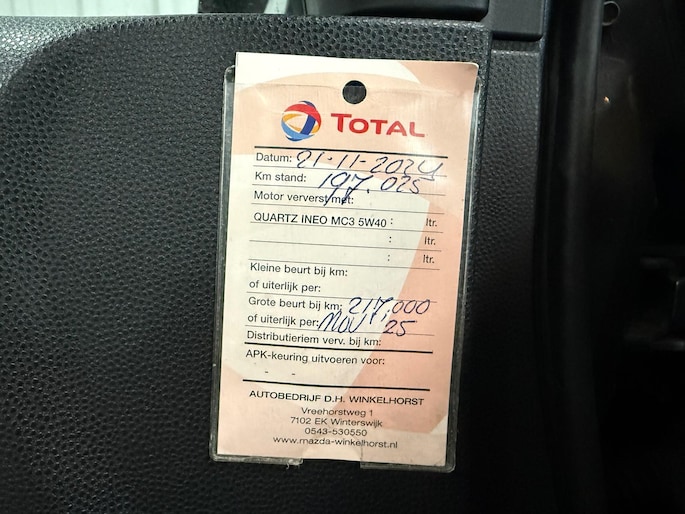 TOTAL
Datum: 21-11-2024
Km stand: 197.025
Motor ververst met:
QUARTZ INEO MC3 5W40 : ltr.
: ltr.
: ltr.
Kleine beurt bij km:
of uiterlijk per:
Grote beurt bij km: 217,000
of uiterlijk per: NOV '25
Distributieriem verv. bij km:
APK-keuring uitvoeren voor:
- -
AUTOBEDRIJF D.H. WINKELHORST
Vreehorstweg 1
7102 EK Winterswijk
0543-530550
www.mazda-winkelhorst.nl